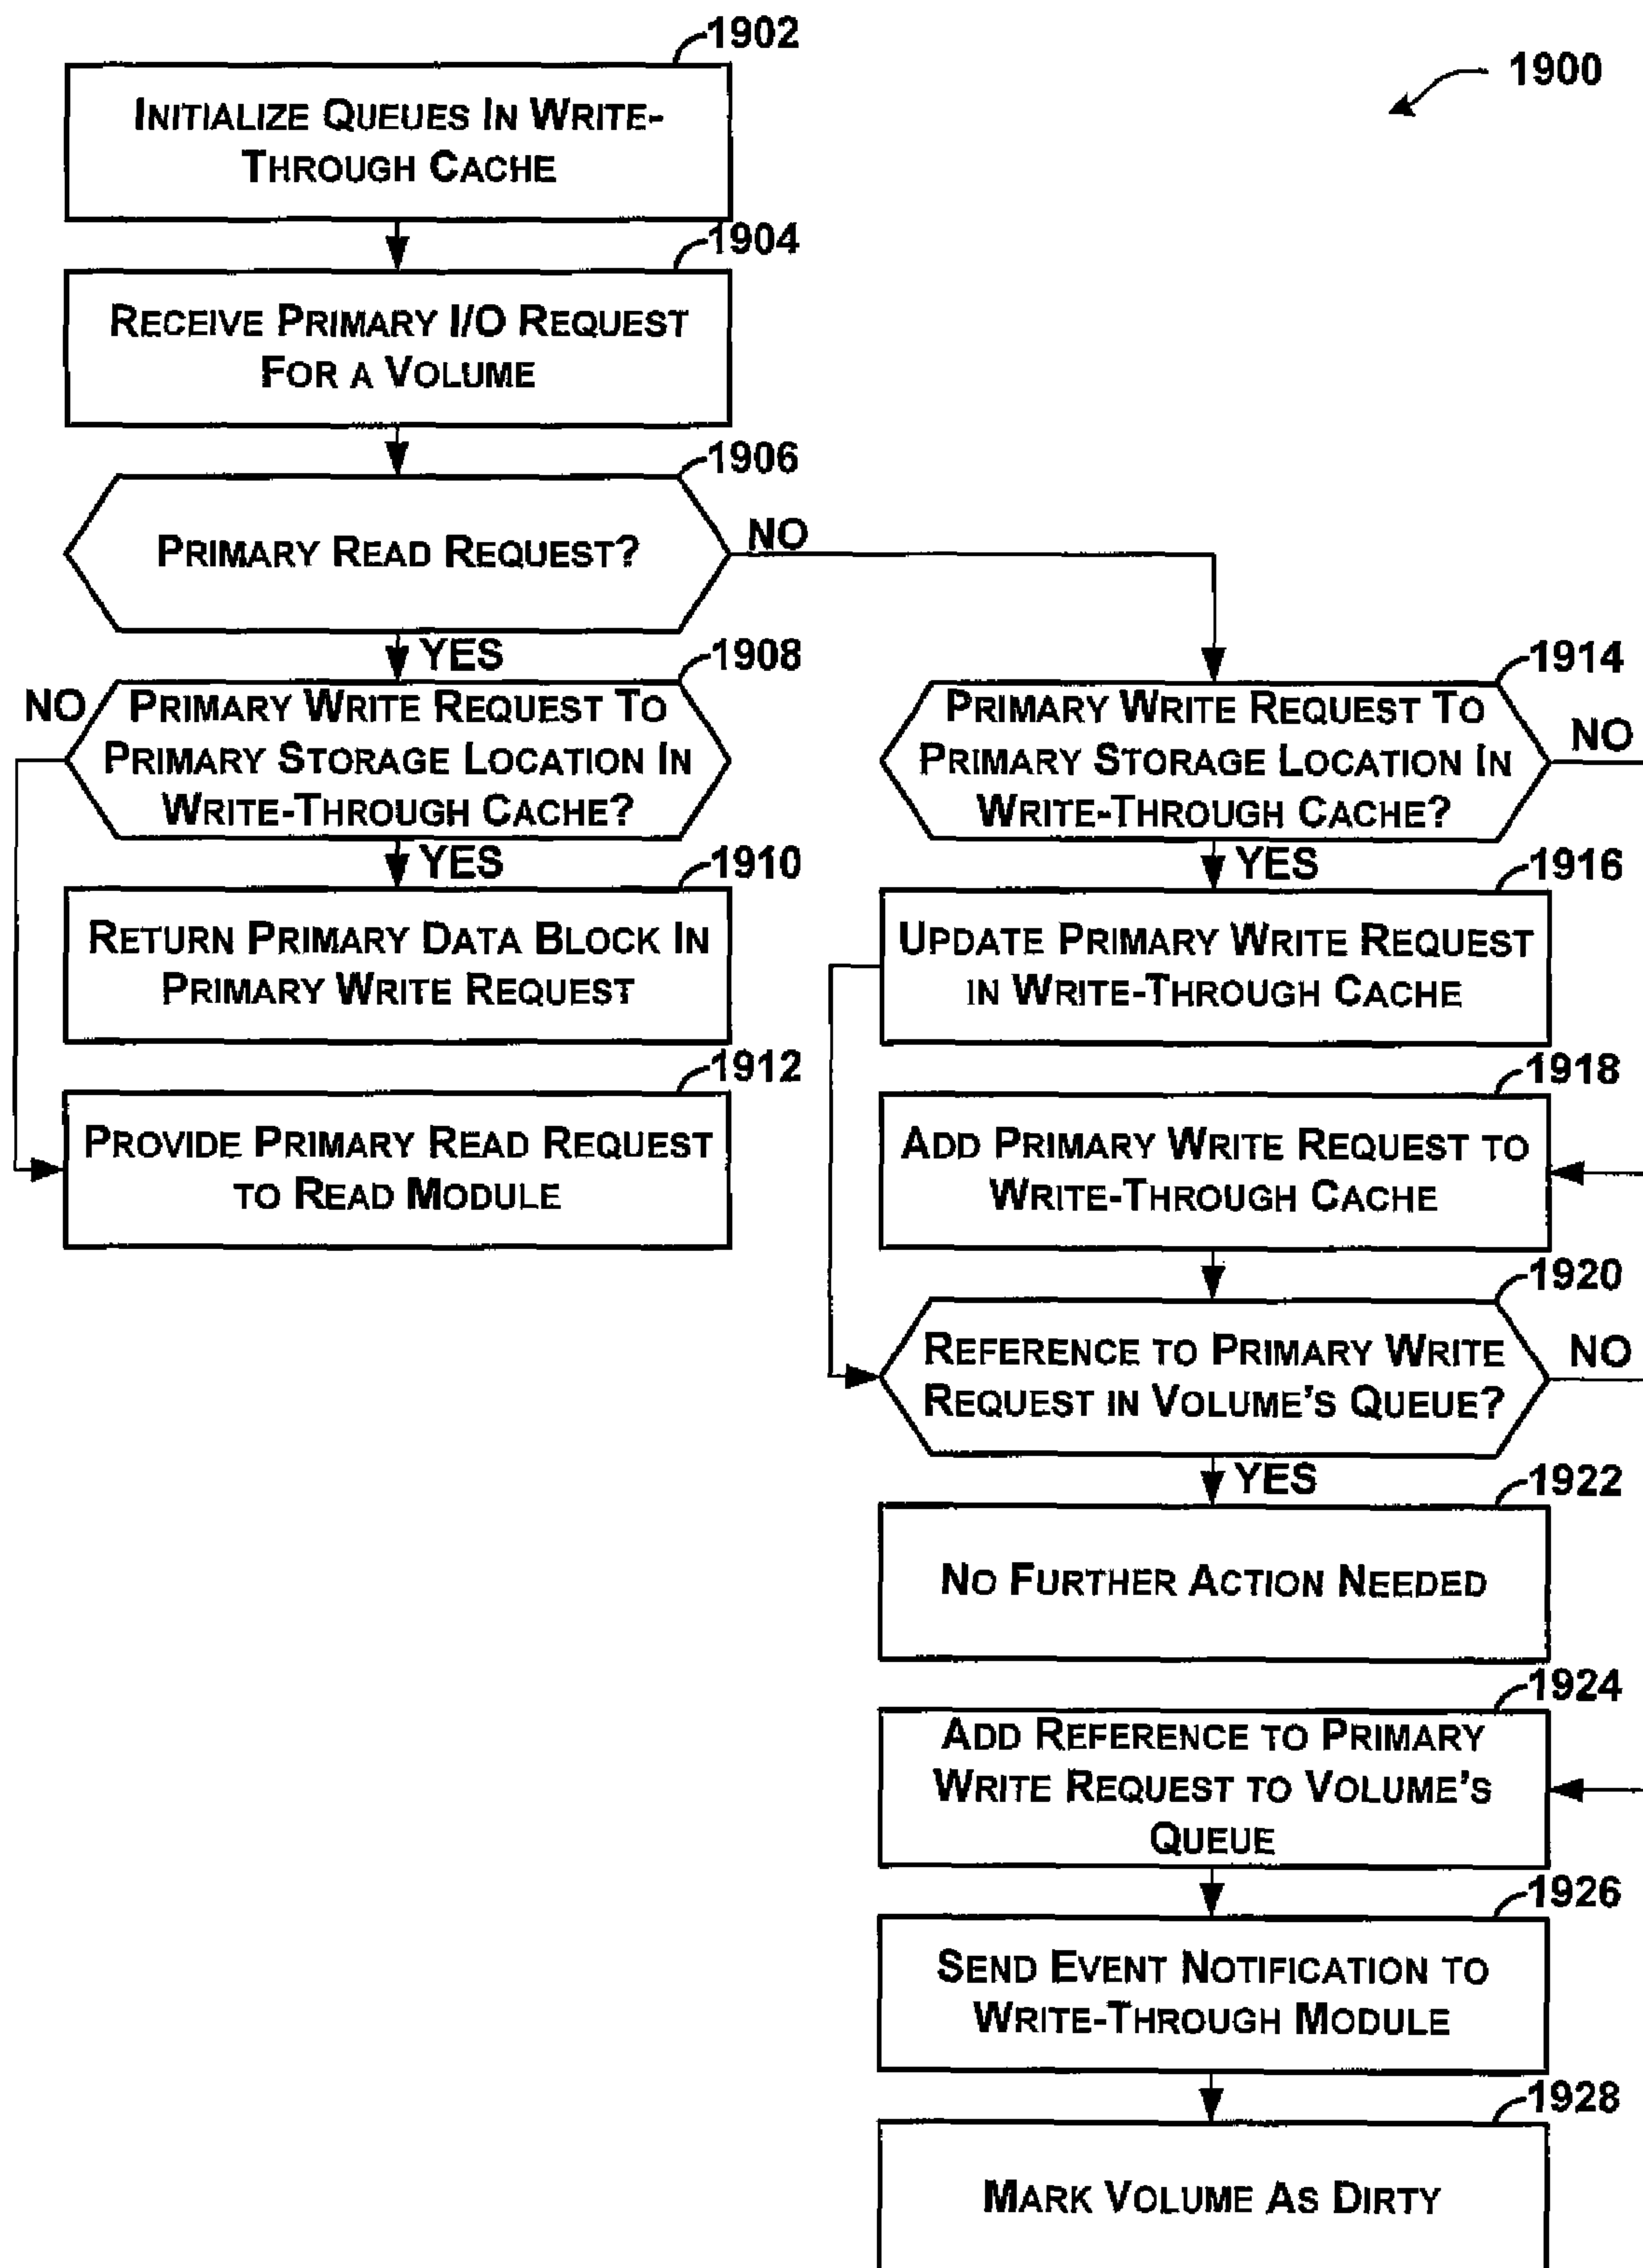 1902
1900
INITIALIZE QUEUES IN WRITE-
THROUGH CACHE
1904
RECEIVE PRIMARY I/O REQUEST
FOR A VOLUME
1906
PRIMARY READ REQUEST?
NO
YES
1908
NO
PRIMARY WRITE REQUEST TO
PRIMARY STORAGE LOCATION IN
WRITE-THROUGH CACHE?
YES
1910
RETURN PRIMARY DATA BLOCK IN
PRIMARY WRITE REQUEST
1912
PROVIDE PRIMARY READ REQUEST
TO READ MODULE
1914
PRIMARY WRITE REQUEST TO
PRIMARY STORAGE LOCATION IN
WRITE-THROUGH CACHE?
NO
YES
1916
UPDATE PRIMARY WRITE REQUEST
IN WRITE-THROUGH CACHE
1918
ADD PRIMARY WRITE REQUEST TO
WRITE-THROUGH CACHE
1920
REFERENCE TO PRIMARY WRITE
REQUEST IN VOLUME'S QUEUE?
NO
YES
1922
NO FURTHER ACTION NEEDED
1924
ADD REFERENCE TO PRIMARY
WRITE REQUEST TO VOLUME'S
QUEUE
1926
SEND EVENT NOTIFICATION TO
WRITE-THROUGH MODULE
1928
MARK VOLUME AS DIRTY